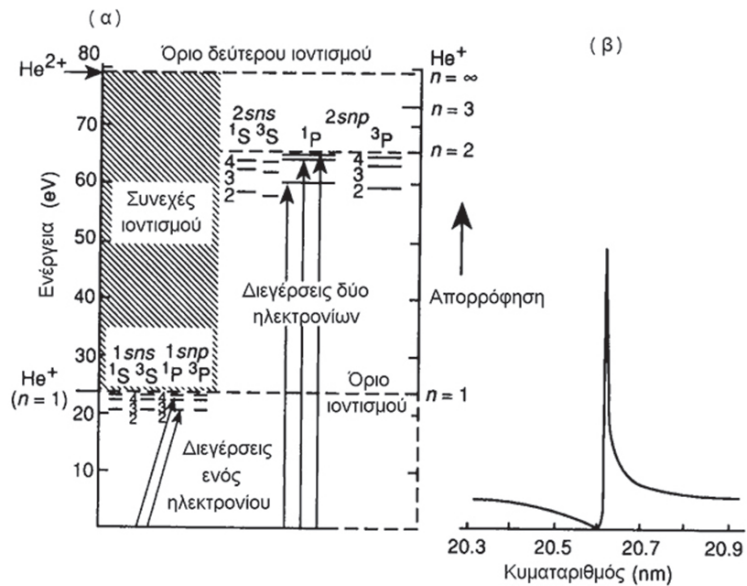 (α)
80
Όριο δεύτερου ιοντισμού
He⁺
(β)
He²⁺
n = ∞
n = 3
2sns 2snp
¹S ³S ¹P ³P
70
n = 2
4 4
3 3
60
2 2
Συνεχές
ιοντισμού
Ενέργεια (eV)
50
Διεγέρσεις δύο
ηλεκτρονίων
Απορρόφηση
40
30
1sns 1snp
¹S ³S ¹P ³P
Όριο
ιοντισμού
He⁺
(n = 1)
n = 1
4 4
3 3
20
2 2
Διεγέρσεις
ενός
ηλεκτρονίου
10
20.3 20.5 20.7 20.9
Κυματαριθμός (nm)